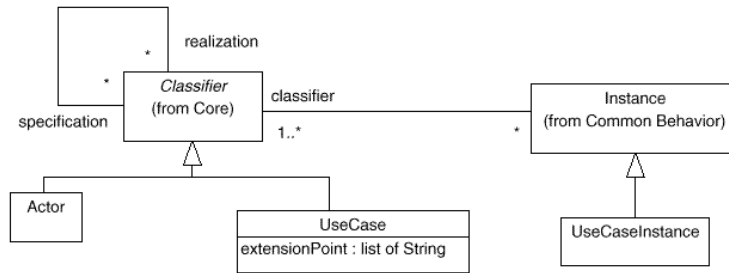 *
realization
*
specification
Classifier
(from Core)
classifier
1..*
*
Instance
(from Common Behavior)
Actor
UseCase
extensionPoint : list of String
UseCaseInstance